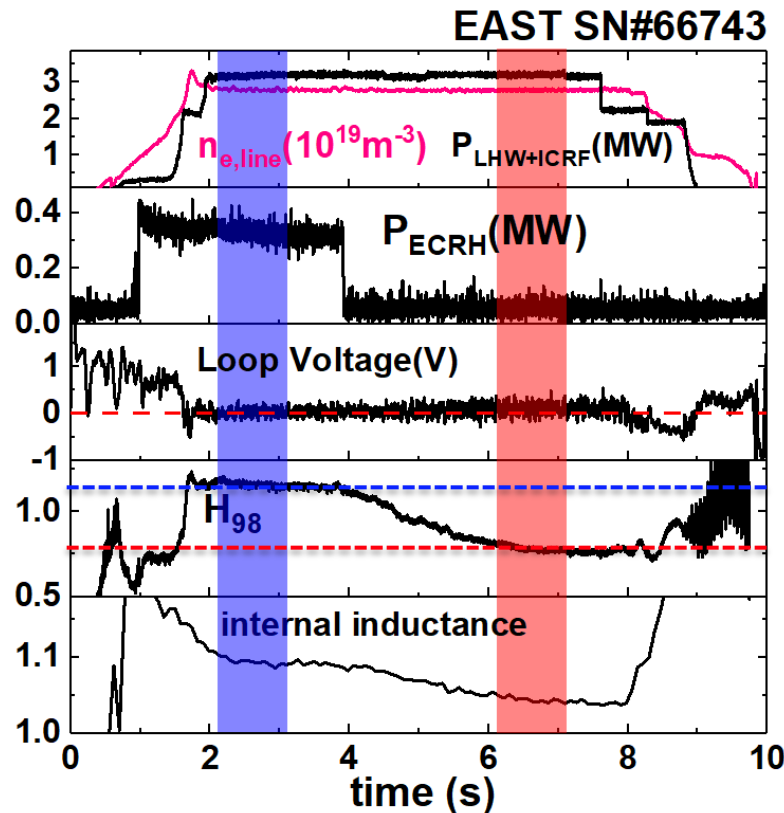 EAST SN#66743
3
2
1
n_e,line(10^19m^-3)
P_LHW+ICRF(MW)
0.4
0.2
0.0
P_ECRH(MW)
Loop Voltage(V)
1
0
-1
1.0
H_98
0.5
internal inductance
1.1
1.0
0 2 4 6 8 10
time (s)